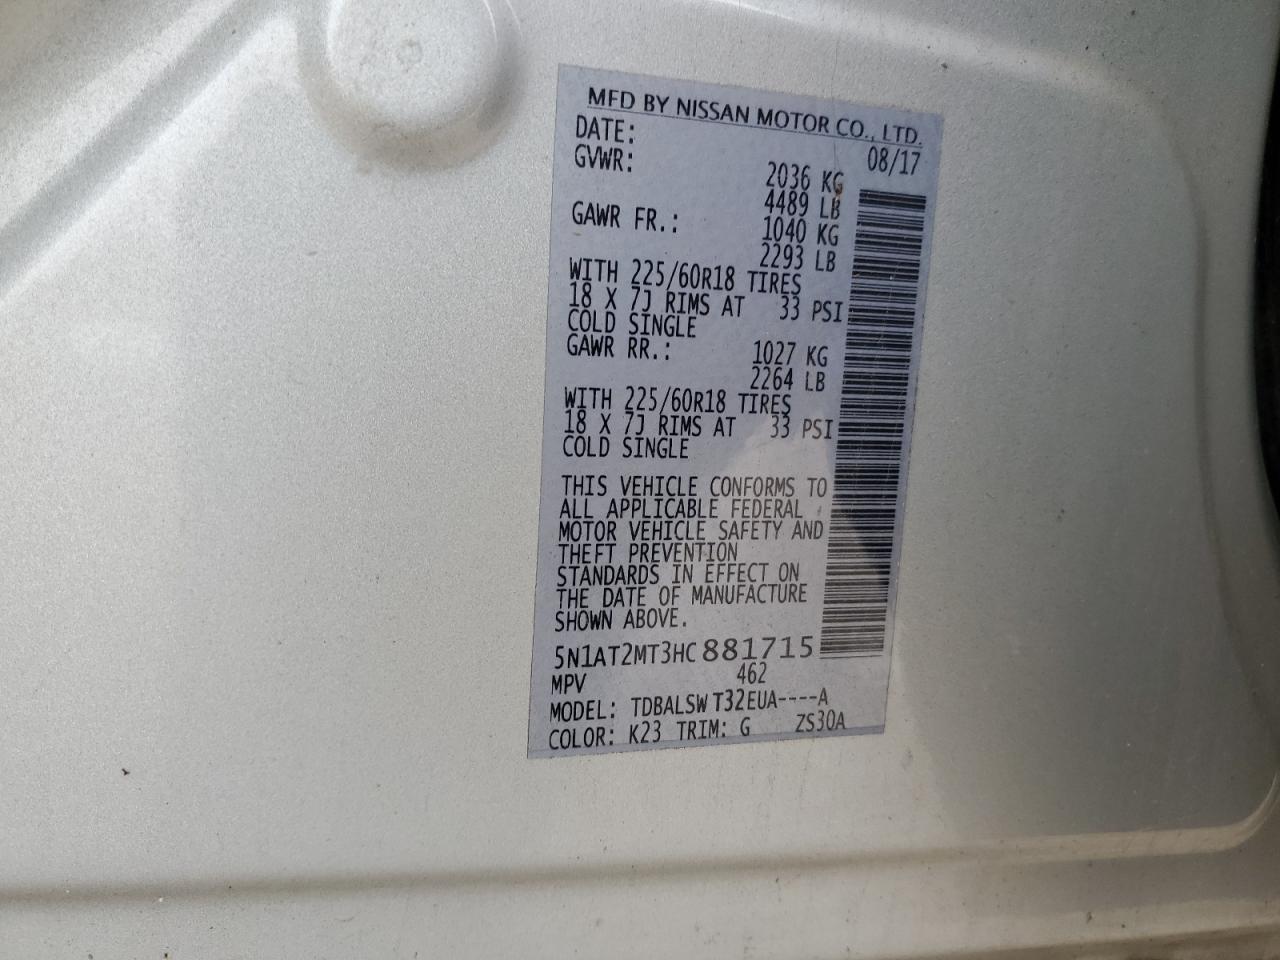 MFD BY NISSAN MOTOR CO., LTD.
DATE: 08/17
GVWR: 2036 KG
4489 LB
GAWR FR.: 1040 KG
2293 LB
WITH 225/60R18 TIRES
18 X 7J RIMS AT 33 PSI
COLD SINGLE
GAWR RR.: 1027 KG
2264 LB
WITH 225/60R18 TIRES
18 X 7J RIMS AT 33 PSI
COLD SINGLE
THIS VEHICLE CONFORMS TO
ALL APPLICABLE FEDERAL
MOTOR VEHICLE SAFETY AND
THEFT PREVENTION
STANDARDS IN EFFECT ON
THE DATE OF MANUFACTURE
SHOWN ABOVE.
5N1AT2MT3HC881715
MPV 462
MODEL: TDBALSW T32EUA----A
COLOR: K23 TRIM: G ZS30A